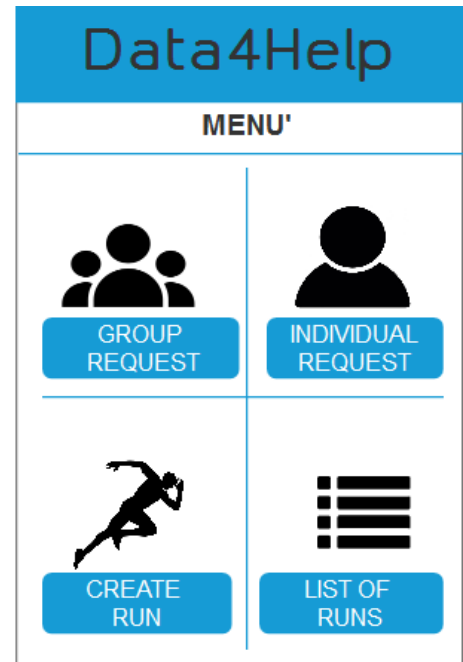 Data4Help
MENU'
GROUP
REQUEST
INDIVIDUAL
REQUEST
CREATE
RUN
LIST OF
RUNS